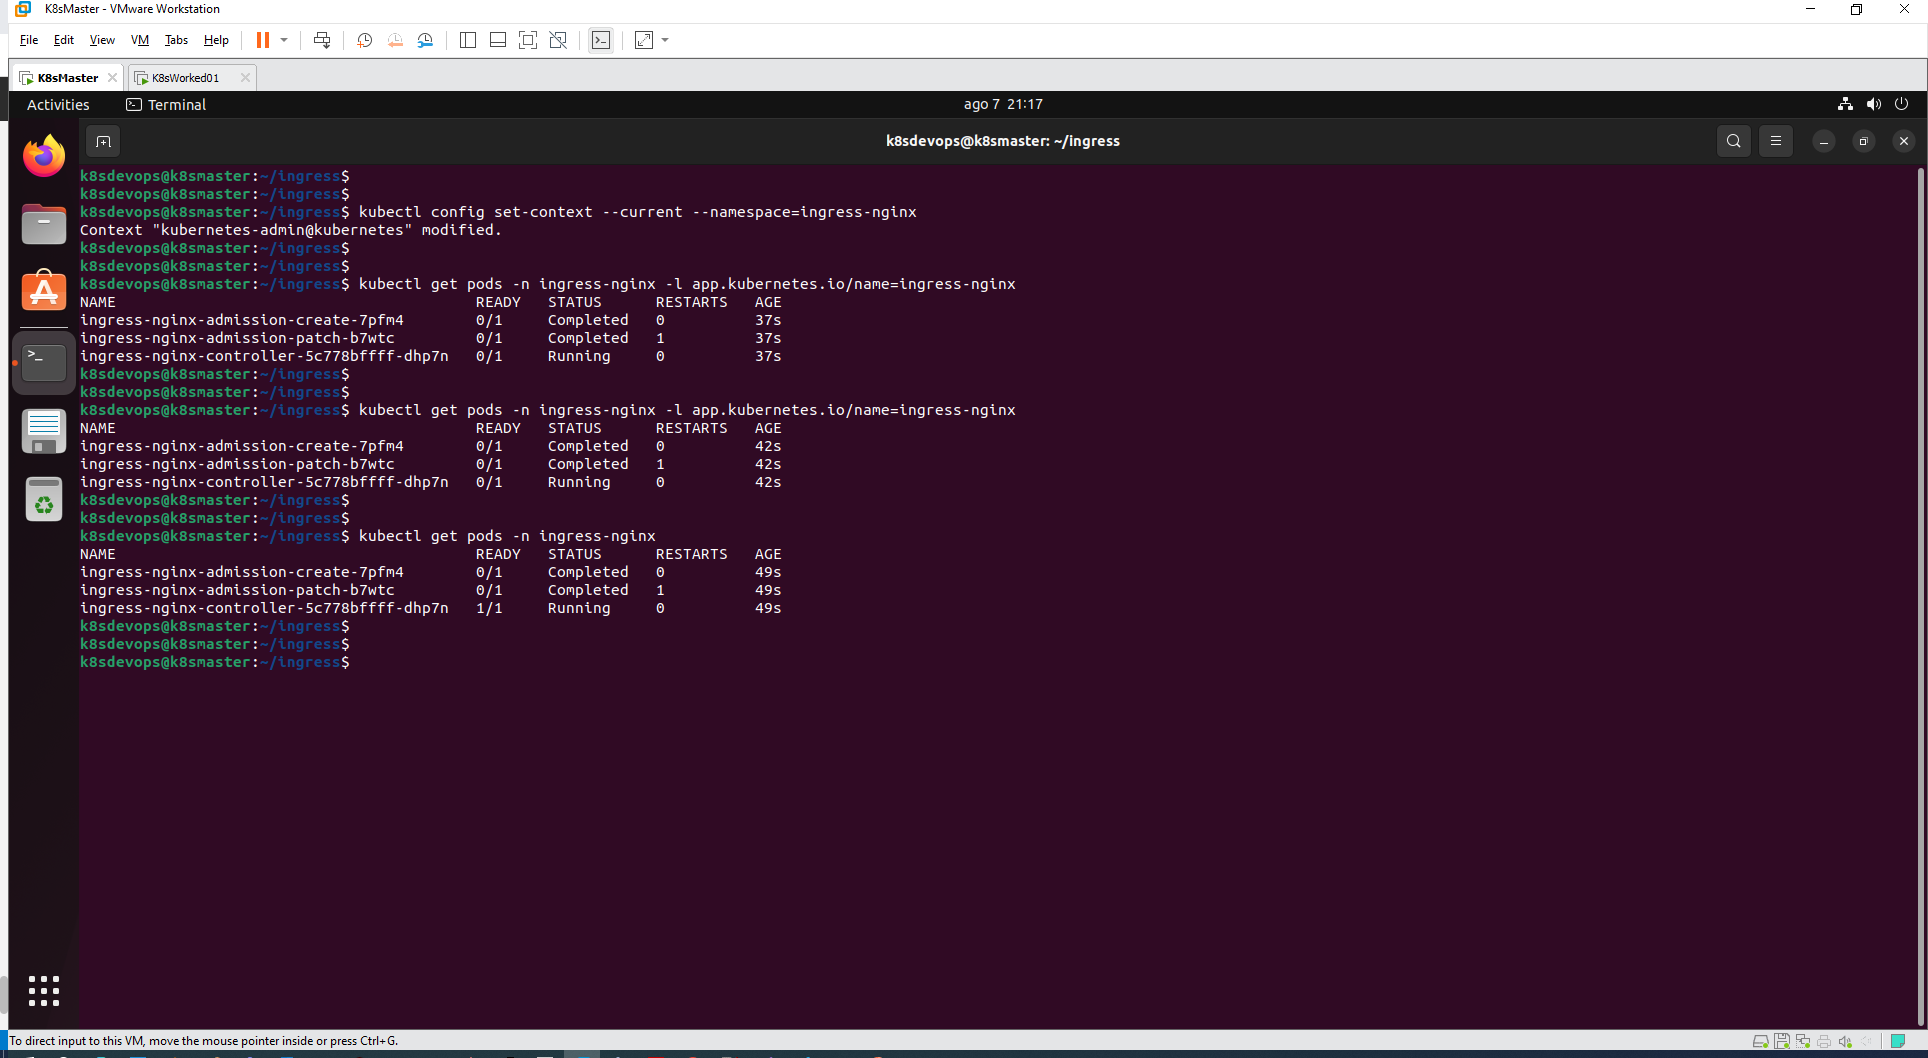 K8sMaster - VMware Workstation
File Edit View VM Tabs Help
K8sMaster K8sWorked01
Activities Terminal ago 7 21:17
k8sdevops@k8smaster: ~/ingress
k8sdevops@k8smaster:~/ingress$
k8sdevops@k8smaster:~/ingress$
k8sdevops@k8smaster:~/ingress$ kubectl config set-context --current --namespace=ingress-nginx
Context "kubernetes-admin@kubernetes" modified.
k8sdevops@k8smaster:~/ingress$
k8sdevops@k8smaster:~/ingress$
k8sdevops@k8smaster:~/ingress$ kubectl get pods -n ingress-nginx -l app.kubernetes.io/name=ingress-nginx
NAME READY STATUS RESTARTS AGE
ingress-nginx-admission-create-7pfm4 0/1 Completed 0 37s
ingress-nginx-admission-patch-b7wtc 0/1 Completed 1 37s
ingress-nginx-controller-5c778bffff-dhp7n 0/1 Running 0 37s
k8sdevops@k8smaster:~/ingress$
k8sdevops@k8smaster:~/ingress$
k8sdevops@k8smaster:~/ingress$ kubectl get pods -n ingress-nginx -l app.kubernetes.io/name=ingress-nginx
NAME READY STATUS RESTARTS AGE
ingress-nginx-admission-create-7pfm4 0/1 Completed 0 42s
ingress-nginx-admission-patch-b7wtc 0/1 Completed 1 42s
ingress-nginx-controller-5c778bffff-dhp7n 0/1 Running 0 42s
k8sdevops@k8smaster:~/ingress$
k8sdevops@k8smaster:~/ingress$
k8sdevops@k8smaster:~/ingress$ kubectl get pods -n ingress-nginx
NAME READY STATUS RESTARTS AGE
ingress-nginx-admission-create-7pfm4 0/1 Completed 0 49s
ingress-nginx-admission-patch-b7wtc 0/1 Completed 1 49s
ingress-nginx-controller-5c778bffff-dhp7n 1/1 Running 0 49s
k8sdevops@k8smaster:~/ingress$
k8sdevops@k8smaster:~/ingress$
k8sdevops@k8smaster:~/ingress$
To direct input to this VM, move the mouse pointer inside or press Ctrl+G.